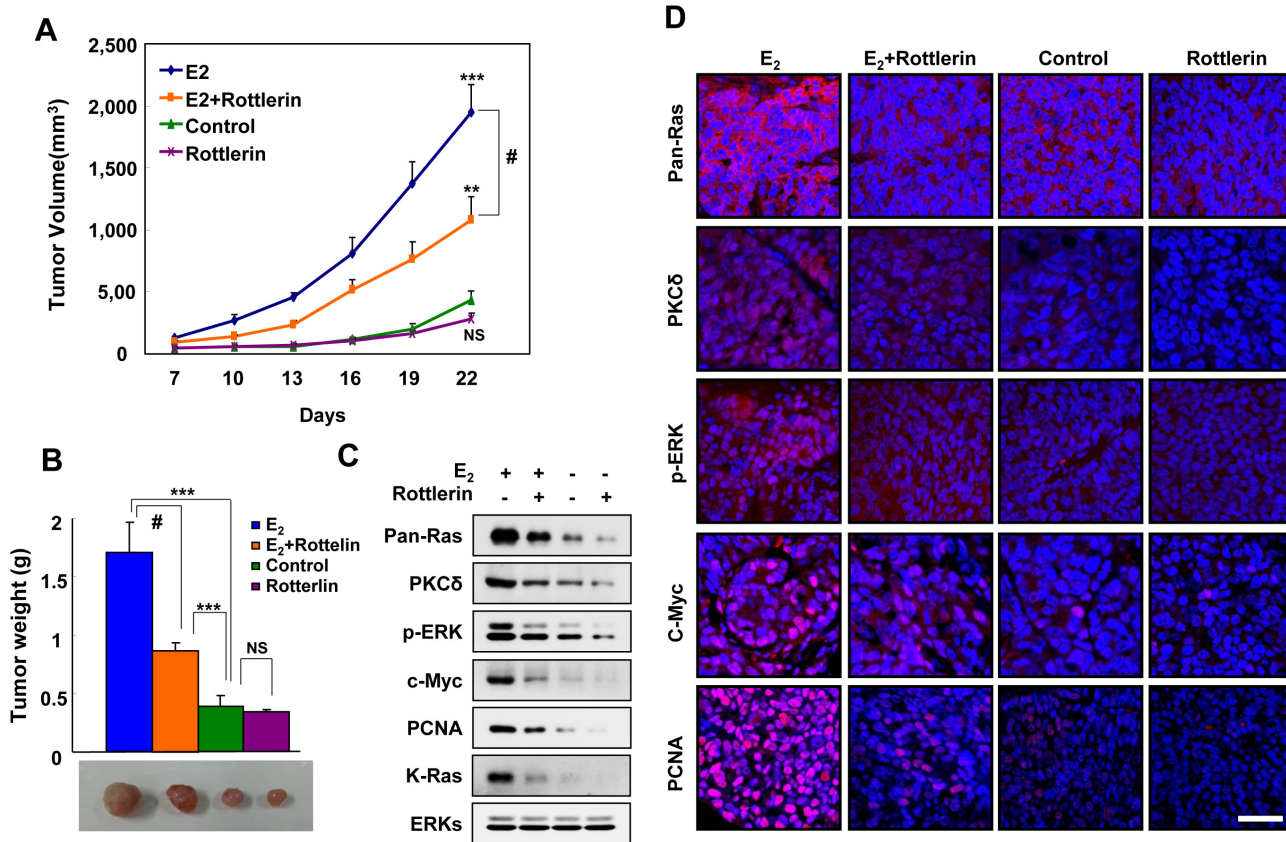 A
2,500
2,000
1,500
1,000
5,00
0
Tumor Volume(mm³)
E2
E2+Rottlerin
Control
Rottlerin
***
**
#
NS
7 10 13 16 19 22
Days
B
2
1.5
1
0.5
0
Tumor weight (g)
***
#
***
NS
E₂
E₂+Rottelin
Control
Rotterlin
C
E₂ + + - -
Rottlerin - + - +
Pan-Ras
PKCδ
p-ERK
c-Myc
PCNA
K-Ras
ERKs
D
E₂ E₂+Rottlerin Control Rottlerin
Pan-Ras
PKCδ
p-ERK
C-Myc
PCNA